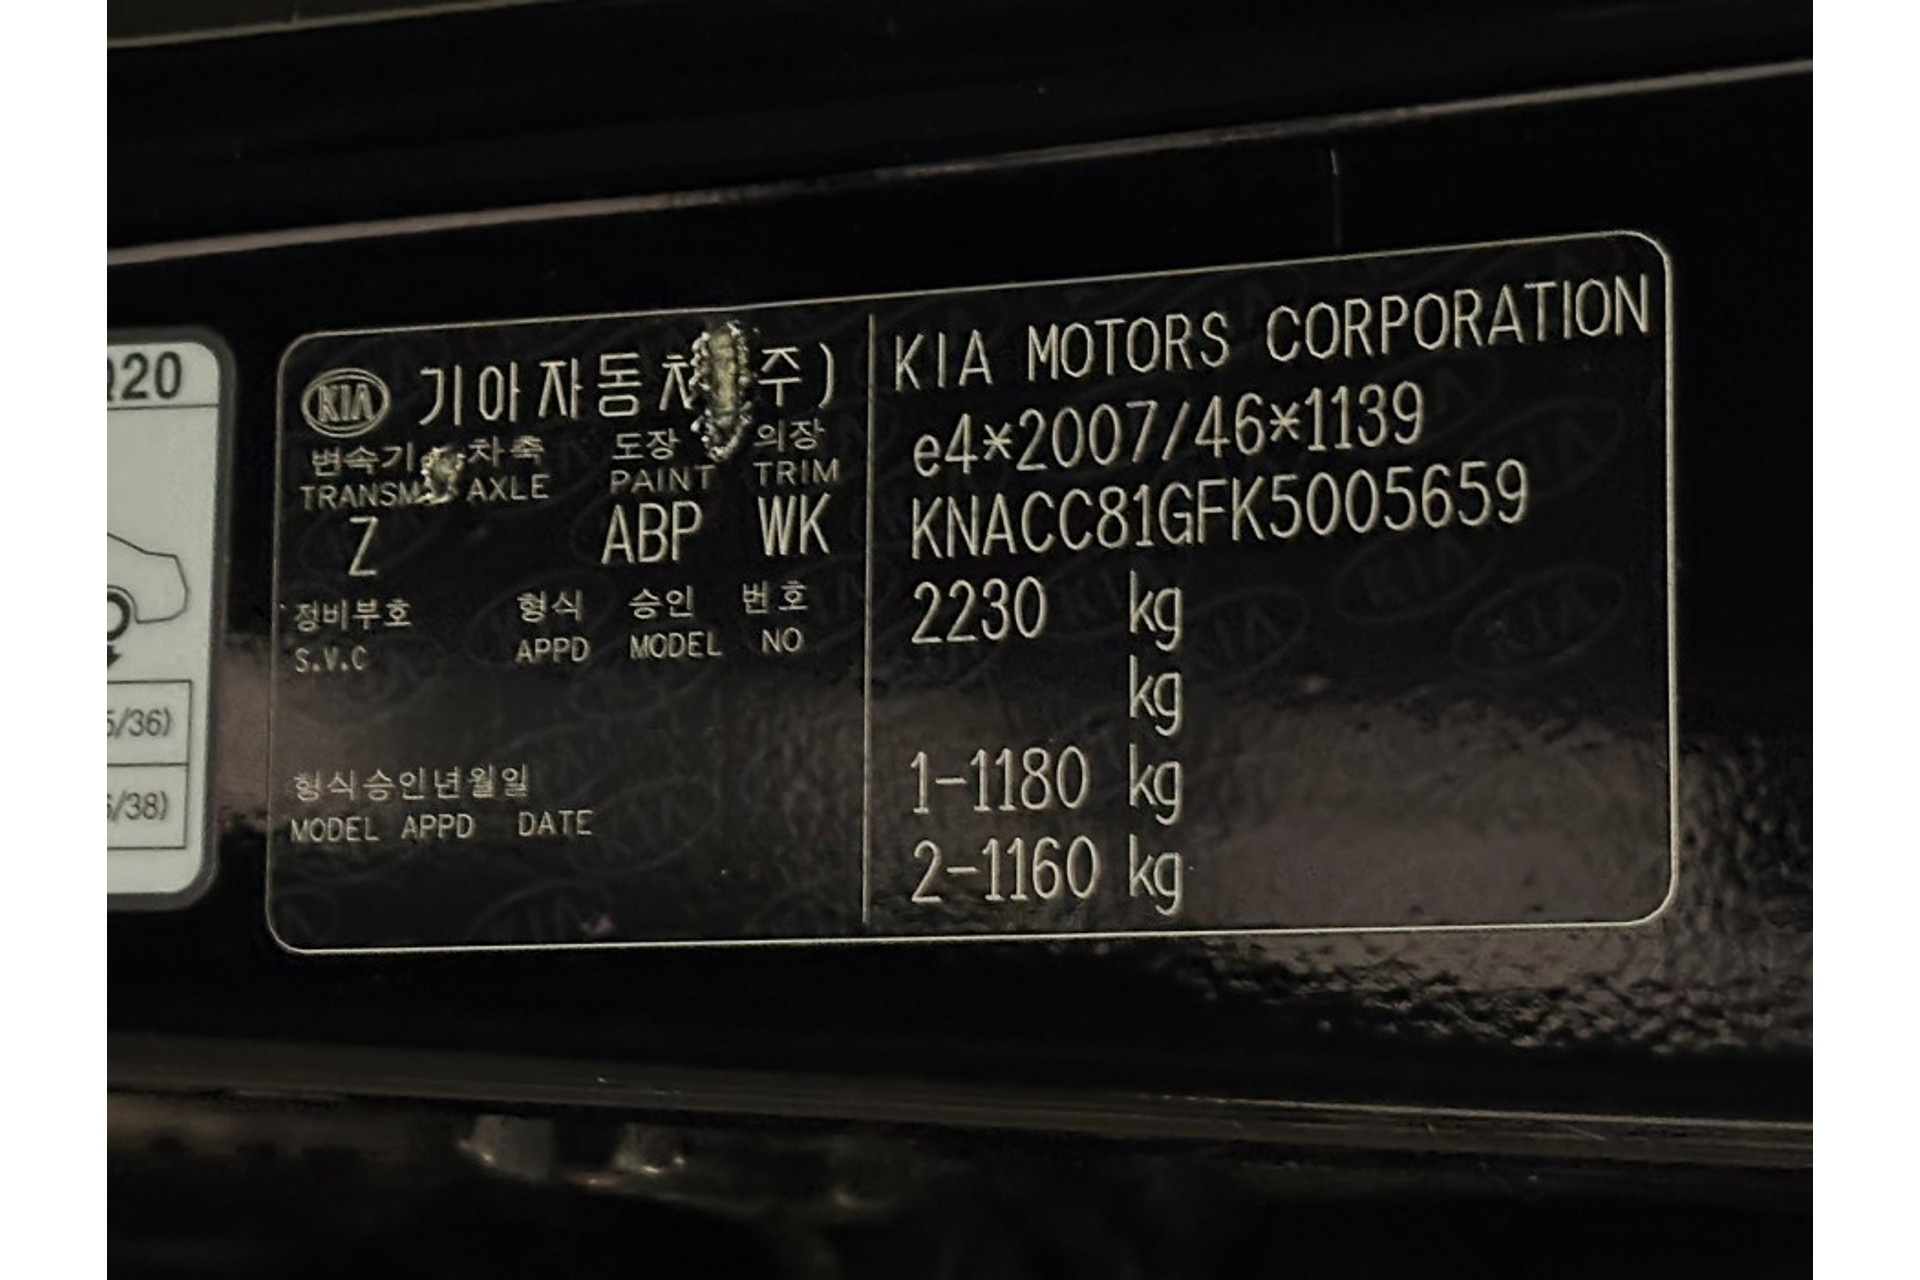 20
5/36)
/38)
KIA 기아자동차 주)
변속기 차축 도장 의장
TRANSM AXLE PAINT TRIM
Z ABP WK
정비부호 형식 승인 번호
S.V.C APPD MODEL NO
형식승인년월일
MODEL APPD DATE
KIA MOTORS CORPORATION
e4*2007/46*1139
KNACC81GFK5005659
2230 kg
kg
1-1180 kg
2-1160 kg